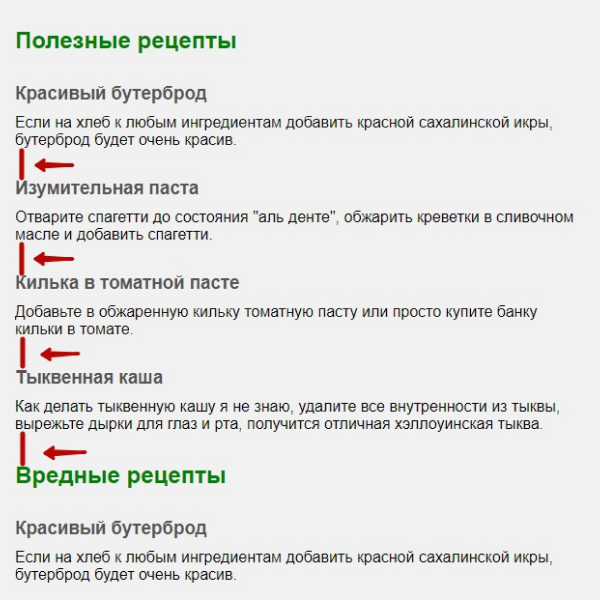 Полезные рецепты
Красивый бутерброд
Если на хлеб к любым ингредиентам добавить красной сахалинской икры,
бутерброд будет очень красив.
Изумительная паста
Отварите спагетти до состояния "аль денте", обжарить креветки в сливочном
масле и добавить спагетти.
Килька в томатной пасте
Добавьте в обжаренную кильку томатную пасту или просто купите банку
кильки в томате.
Тыквенная каша
Как делать тыквенную кашу я не знаю, удалите все внутренности из тыквы,
вырежьте дырки для глаз и рта, получится отличная хэллоуинская тыква.
Вредные рецепты
Красивый бутерброд
Если на хлеб к любым ингредиентам добавить красной сахалинской икры,
бутерброд будет очень красив.